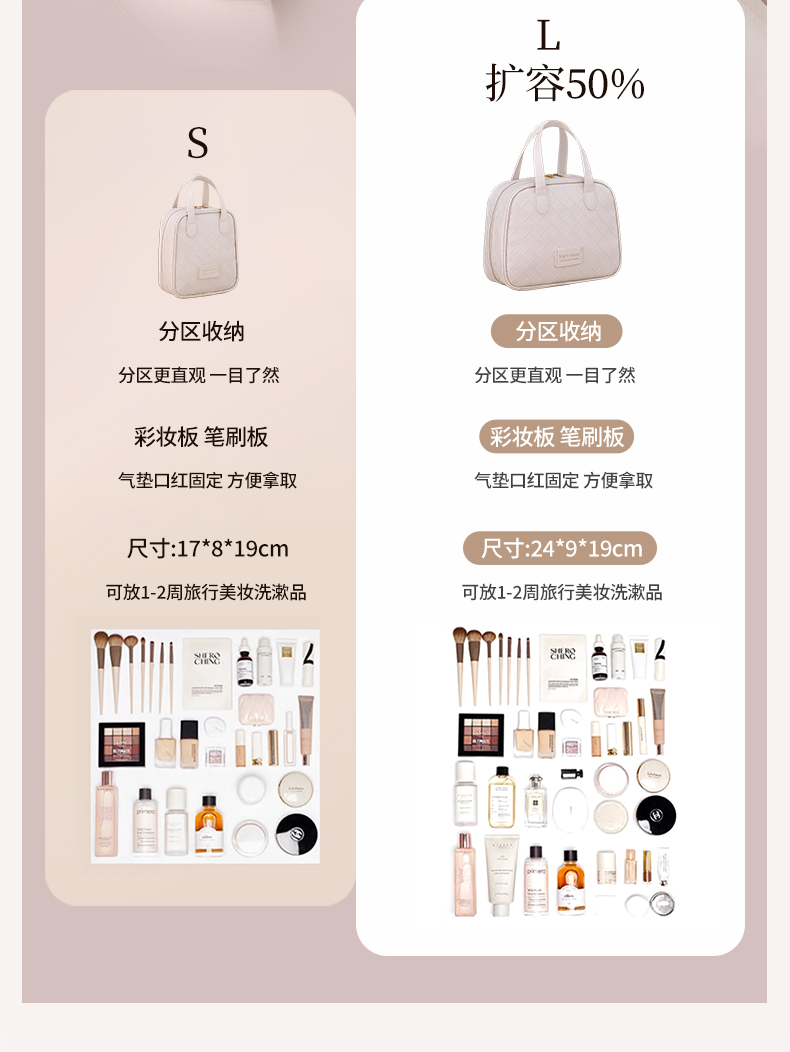 S
分区收纳
分区更直观 一目了然
彩妆板 笔刷板
气垫口红固定 方便拿取
尺寸:17*8*19cm
可放1-2周旅行美妆洗漱品
SHERO
CHING
ULTIMATE
primera
L
扩容50%
分区收纳
分区更直观 一目了然
彩妆板 笔刷板
气垫口红固定 方便拿取
尺寸:24*9*19cm
可放1-2周旅行美妆洗漱品
SHERO
CHING
ULTIMATE
primera